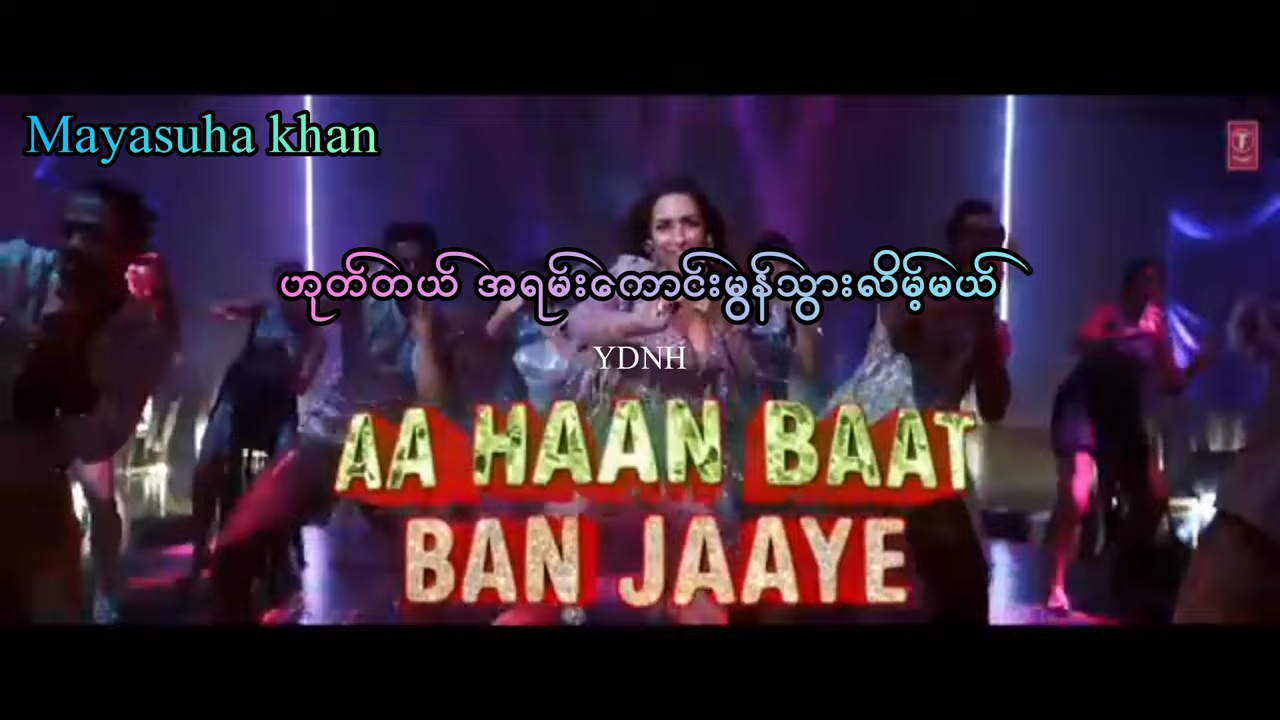 Mayasuha khan
ဟုတ်တယ် အရမ်းကောင်းမွန်သွားလိမ့်မယ်
YDNH
AA HAAN BAAT
BAN JAAYE